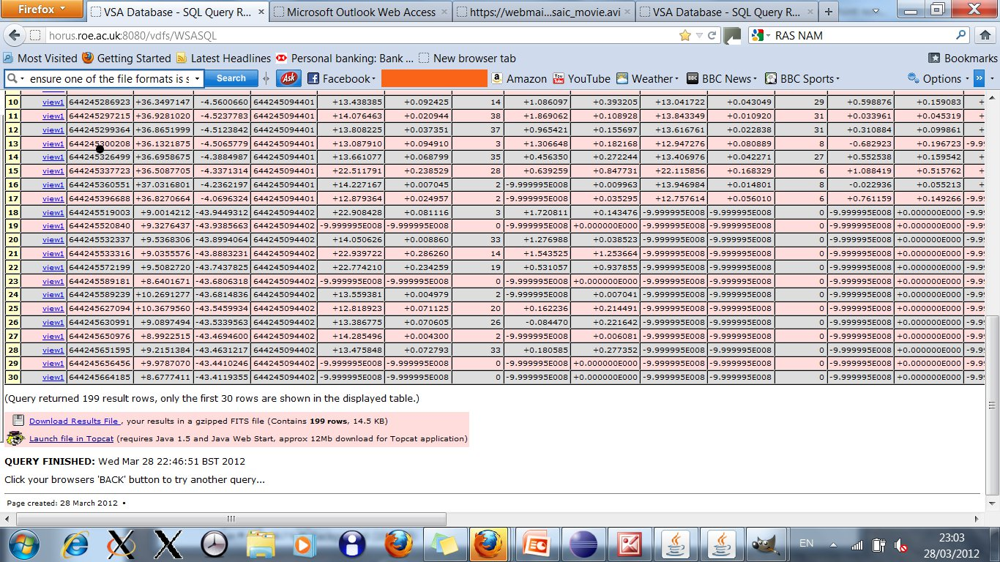 Firefox
VSA Database - SQL Query R... × Microsoft Outlook Web Access × https://webmai...saic_movie.avi × VSA Database - SQL Query R... × +
horus.roe.ac.uk:8080/vdfs/WSASQL RAS NAM
Most Visited Getting Started Latest Headlines Personal banking: Bank ... New browser tab Bookmarks
ensure one of the file formats is s Search Ask Facebook Amazon YouTube Weather BBC BBC News BBC Sports Options »
10 view1 644245286923 +36.3497147 -4.5600660 644245094401 +13.438385 +0.092425 14 +1.086097 +0.393205 +13.041722 +0.043049 29 +0.598876 +0.159083 +
11 view1 644245297215 +36.9281020 -4.5237783 644245094401 +14.076463 +0.020944 38 +1.869062 +0.108928 +13.843349 +0.010920 31 +0.033961 +0.045319 +
12 view1 644245299364 +36.8651999 -4.5123842 644245094401 +13.808325 +0.037351 37 +0.965421 +0.155697 +13.616761 +0.022838 31 +0.310884 +0.099861 +
13 view1 +36.1321875 -4.5065779 644245094401 +13.087910 +0.094910 3 +1.306648 +0.182168 +12.947276 +0.080889 8 -0.682923 +0.196723 -9.99
14 view1 644245326499 +36.6958675 -4.3884987 644245094401 +13.661077 +0.068799 35 +0.456350 +0.272244 +13.406976 +0.042271 27 +0.552538 +0.159542 +
15 view1 644245337723 +36.5087705 -4.3371314 644245094401 +22.511791 +0.238529 28 +0.639259 +0.847731 +22.115856 +0.168329 6 +1.088419 +0.515762 +
16 view1 644245360551 +37.0316801 -4.2362197 644245094401 +14.227167 +0.007045 2 -9.999995E008 +0.009963 +13.946984 +0.014801 8 -0.022936 +0.055213 +
17 view1 644245396688 +36.8270664 -4.0696324 644245094401 +12.879364 +0.024957 2 -9.999995E008 +0.035295 +12.757614 +0.056010 6 +0.761159 +0.149266 -9.99
18 view1 644245519003 +9.0014212 -43.9449312 644245094402 +22.908428 +0.081116 3 +1.720811 +0.143476 -9.999995E008 -9.999995E008 0 -9.999995E008 +0.000000E000 -9.99
19 view1 644245520840 +9.3276437 -43.9385663 644245094402 -9.999995E008 -9.999995E008 0 -9.999995E008 +0.000000E000 -9.999995E008 -9.999995E008 0 -9.999995E008 +0.000000E000 -9.99
20 view1 644245532337 +9.5368306 -43.8994064 644245094402 +14.050626 +0.008860 33 +1.276988 +0.038523 -9.999995E008 -9.999995E008 0 -9.999995E008 +0.000000E000 -9.99
21 view1 644245533316 +9.0355576 -43.8883231 644245094402 +22.939722 +0.286260 14 +1.543525 +1.253664 -9.999995E008 -9.999995E008 0 -9.999995E008 +0.000000E000 -9.99
22 view1 644245572199 +9.5082720 -43.7437825 644245094402 +22.774210 +0.234259 19 +0.531057 +0.937855 -9.999995E008 -9.999995E008 0 -9.999995E008 +0.000000E000 -9.99
23 view1 644245589181 +8.6401671 -43.6806318 644245094402 -9.999995E008 -9.999995E008 0 -9.999995E008 +0.000000E000 -9.999995E008 -9.999995E008 0 -9.999995E008 +0.000000E000 -9.99
24 view1 644245589239 +10.2691277 -43.6814836 644245094402 +13.559381 +0.004979 2 -9.999995E008 +0.007041 -9.999995E008 -9.999995E008 0 -9.999995E008 +0.000000E000 -9.99
25 view1 644245627094 +10.3679560 -43.5459934 644245094402 +12.818923 +0.071125 20 +0.162236 +0.214491 -9.999995E008 -9.999995E008 0 -9.999995E008 +0.000000E000 -9.99
26 view1 644245630991 +9.0897494 -43.5339563 644245094402 +13.386775 +0.070605 26 -0.084470 +0.221642 -9.999995E008 -9.999995E008 0 -9.999995E008 +0.000000E000 -9.99
27 view1 644245650976 +8.9922515 -43.4694600 644245094402 +14.285496 +0.004300 2 -9.999995E008 +0.006081 -9.999995E008 -9.999995E008 0 -9.999995E008 +0.000000E000 -9.99
28 view1 644245651595 +9.2151384 -43.4631217 644245094402 +13.475848 +0.072793 33 +0.180585 +0.277352 -9.999995E008 -9.999995E008 0 -9.999995E008 +0.000000E000 -9.99
29 view1 644245656456 +9.9787070 -43.4410246 644245094402 -9.999995E008 -9.999995E008 0 -9.999995E008 +0.000000E000 -9.999995E008 -9.999995E008 0 -9.999995E008 +0.000000E000 -9.99
30 view1 644245664185 +8.6777411 -43.4119355 644245094402 -9.999995E008 -9.999995E008 0 -9.999995E008 +0.000000E000 -9.999995E008 -9.999995E008 0 -9.999995E008 +0.000000E000 -9.99
(Query returned 199 result rows, only the first 30 rows are shown in the displayed table.)
Download Results File , your results in a gzipped FITS file (Contains 199 rows, 14.5 KB)
Launch file in Topcat (requires Java 1.5 and Java Web Start, approx 12Mb download for Topcat application)
QUERY FINISHED: Wed Mar 28 22:46:51 BST 2012
Click your browsers 'BACK' button to try another query...
Page created: 28 March 2012 •
EN 23:03
28/03/2012